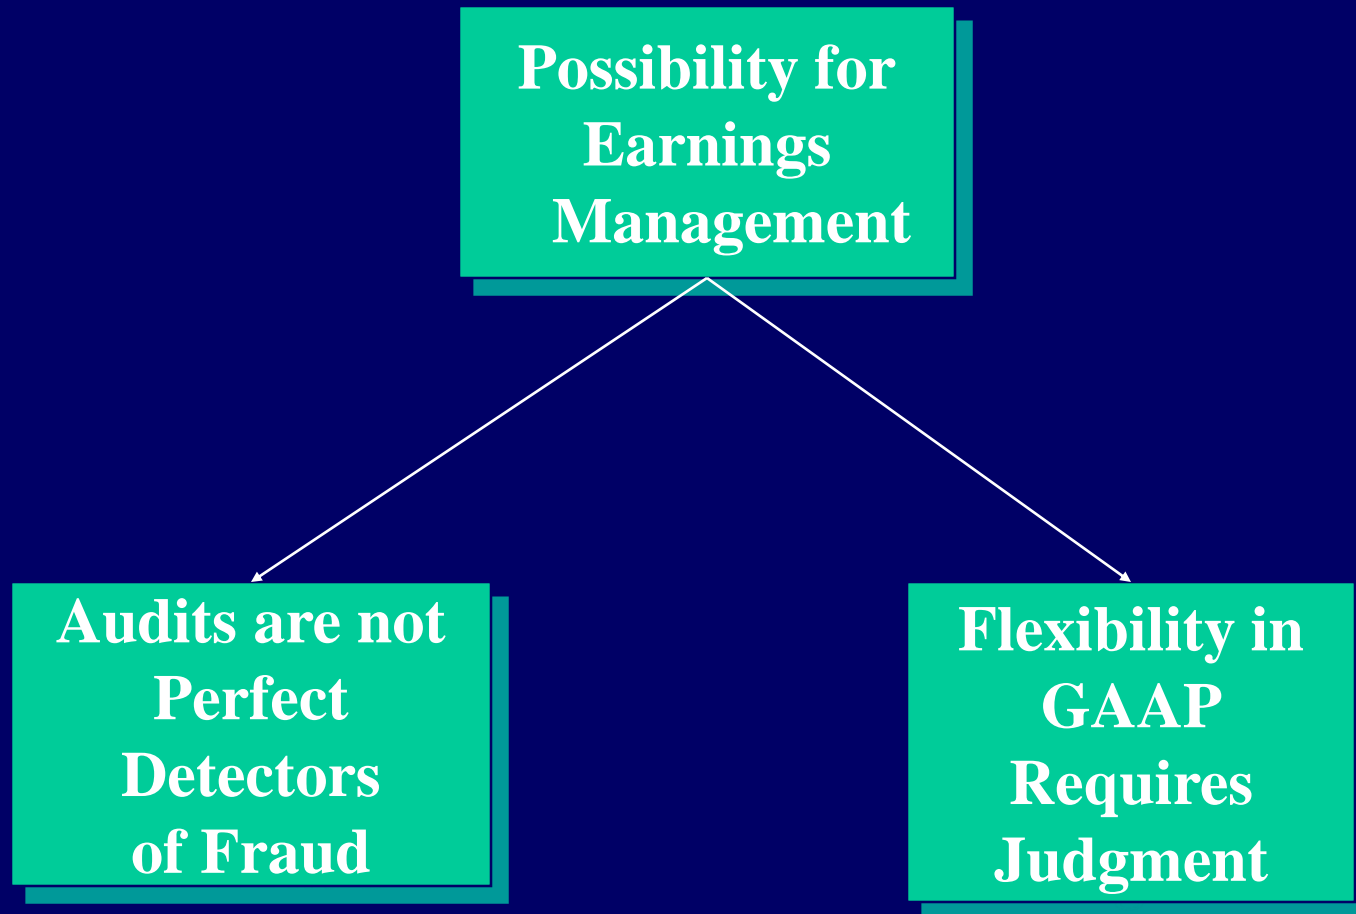 Possibility for
Earnings
Management
Audits are not
Perfect
Detectors
of Fraud
Flexibility in
GAAP
Requires
Judgment